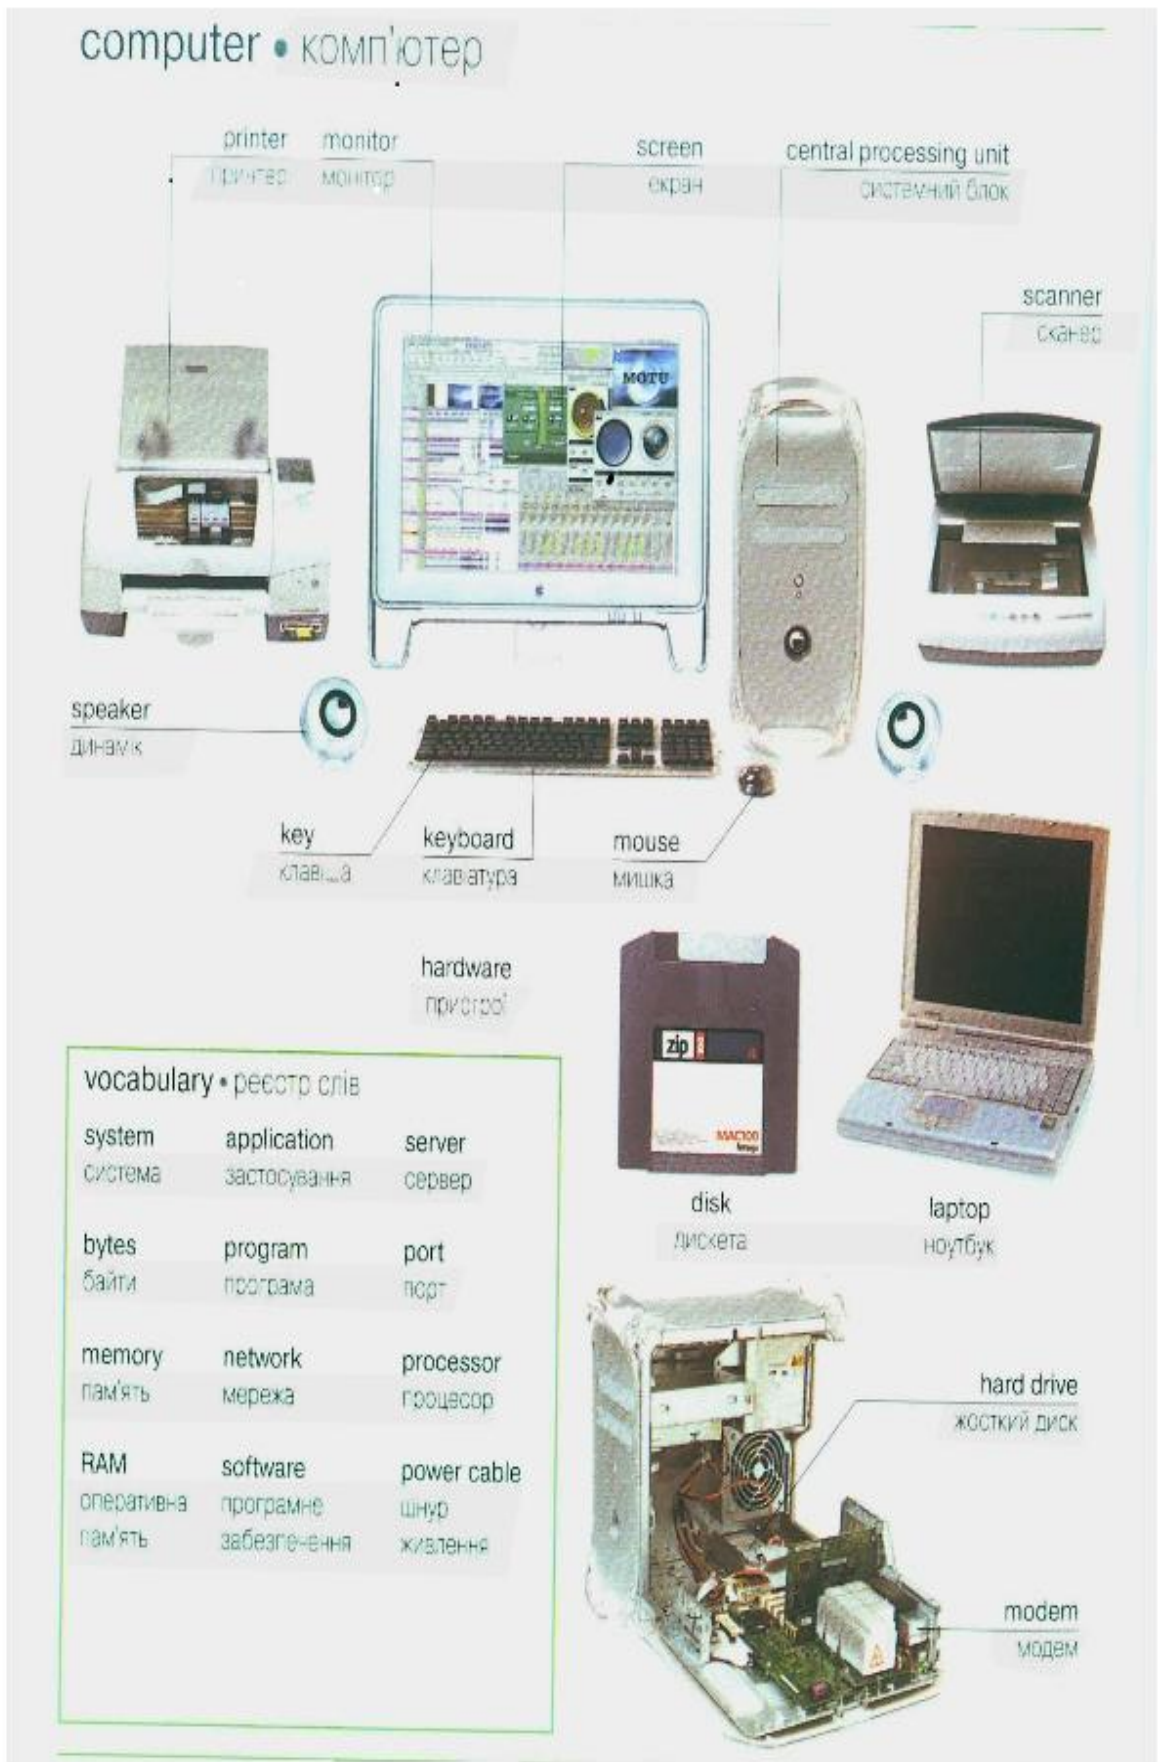 computer • комп'ютер
printer
принтер
monitor
монітор
screen
екран
central processing unit
системний блок
scanner
сканер
MOTU
speaker
динамік
key
клавіша
keyboard
клавіатура
mouse
мишка
hardware
пристрої
zip
MAC100
disk
дискета
laptop
ноутбук
vocabulary • реєстр слів
system
система
application
застосування
server
сервер
bytes
байти
program
програма
port
порт
memory
пам'ять
network
мережа
processor
процесор
RAM
оперативна
пам'ять
software
програмне
забезпечення
power cable
шнур
живлення
hard drive
жосткий диск
modem
модем